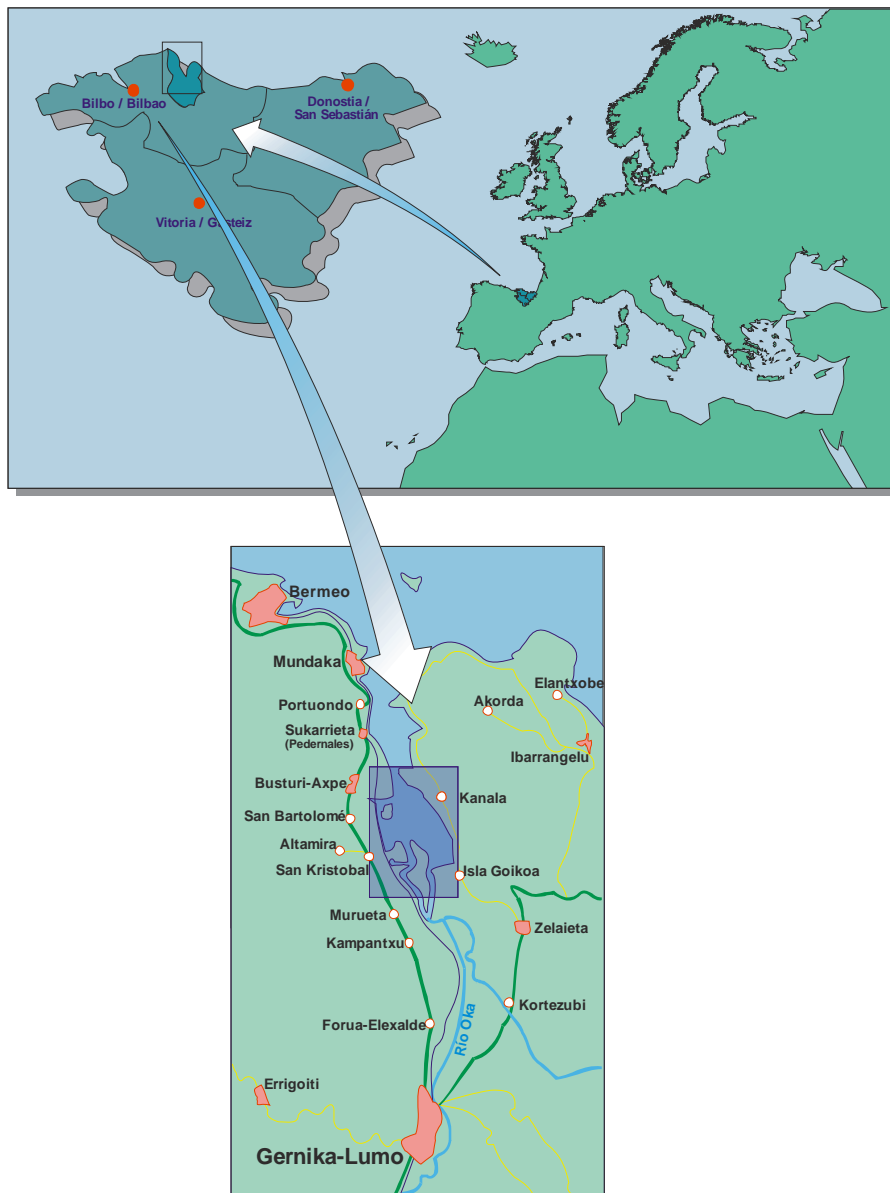 Bilbo / Bilbao
Donostia /
San Sebastián
Vitoria / Gasteiz
Bermeo
Mundaka
Elantxobe
Portuondo
Akorda
Sukarrieta
(Pedernales)
Ibarrangelu
Busturi-Axpe
Kanala
San Bartolomé
Altamira
San Kristobal
Isla Goikoa
Murueta
Zelaieta
Kampantxu
Kortezubi
Forua-Elexalde
Río Oka
Errigoiti
Gernika-Lumo